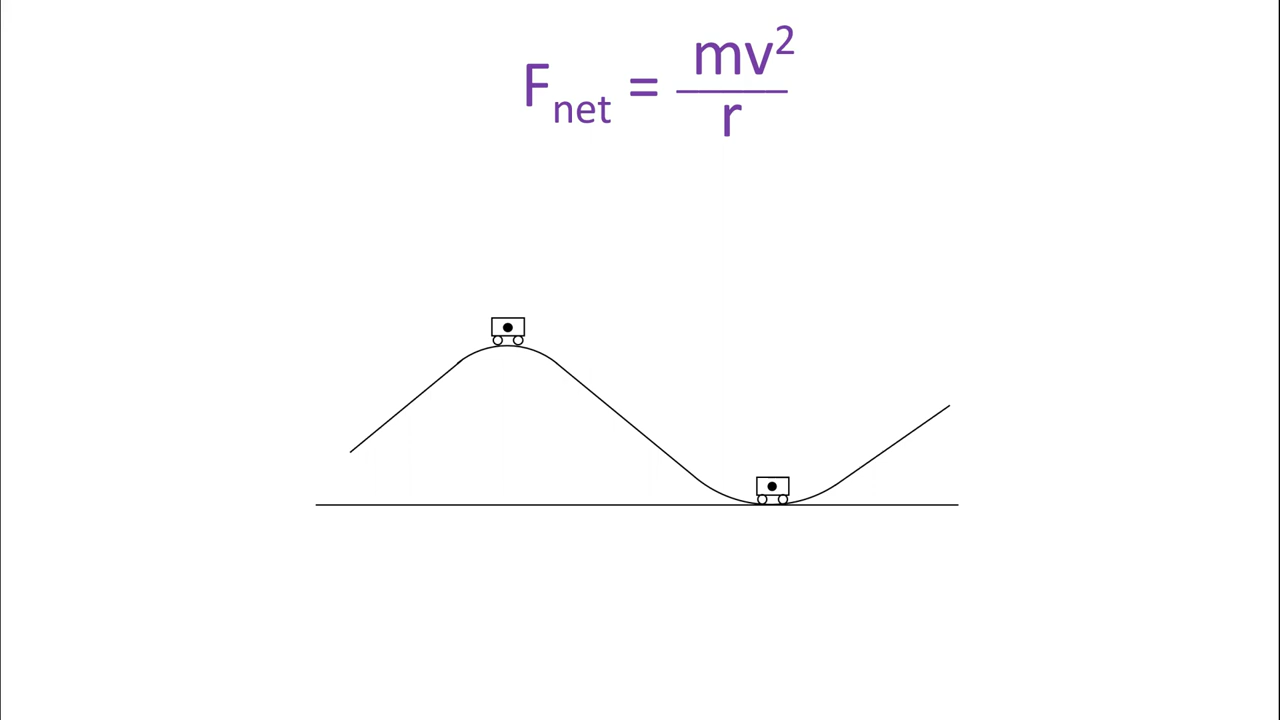 F_net = mv²/r